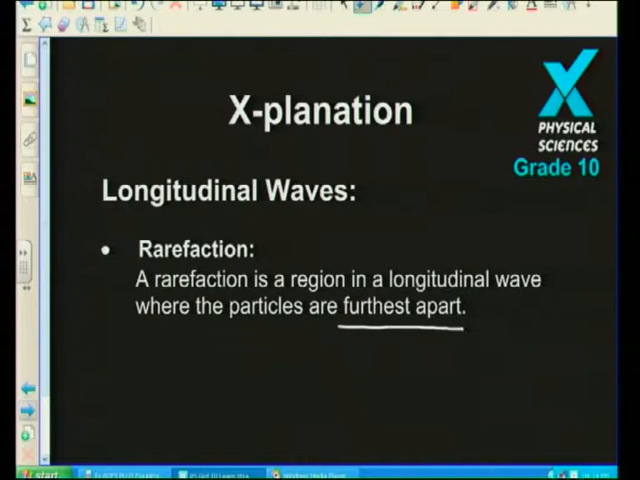 X-planation
PHYSICAL
SCIENCES
Grade 10
Longitudinal Waves:
• Rarefaction:
A rarefaction is a region in a longitudinal wave
where the particles are furthest apart.
start